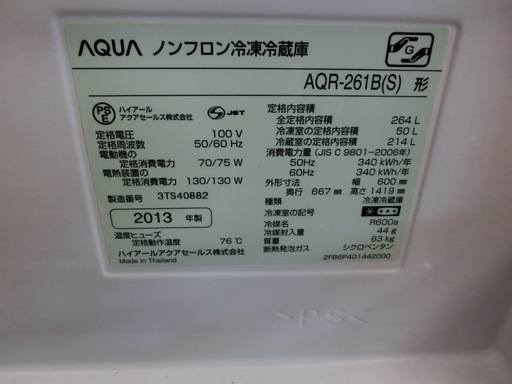 AQUA ノンフロン冷凍冷蔵庫
G
AQR-261B(S) 形
PS
E
ハイアール
アクアセールス株式会社
JET
定格電圧 100 V
定格周波数 50/60 Hz
電動機の
定格消費電力 70/75 W
電熱装置の
定格消費電力 130/130 W
製造番号 3TS40882
2013 年製
温度ヒューズ
定格動作温度 76℃
ハイアールアクアセールス株式会社
Made in Thailand
定格内容積
全定格内容積 264 L
冷凍室の定格内容積 50 L
冷蔵室の定格内容積 214 L
消費電力量 (JIS C 9801-2006年)
50Hz 340 kWh/年
60Hz 340 kWh/年
外形寸法 幅 600 mm
奥行 667 mm 高さ 1419 mm
種類 冷凍冷蔵庫
冷凍室の記号
冷媒名 R600a
冷媒封入量 44 g
質量 63 kg
断熱発泡ガス シクロペンタン
2FB6P401442000
>PS<